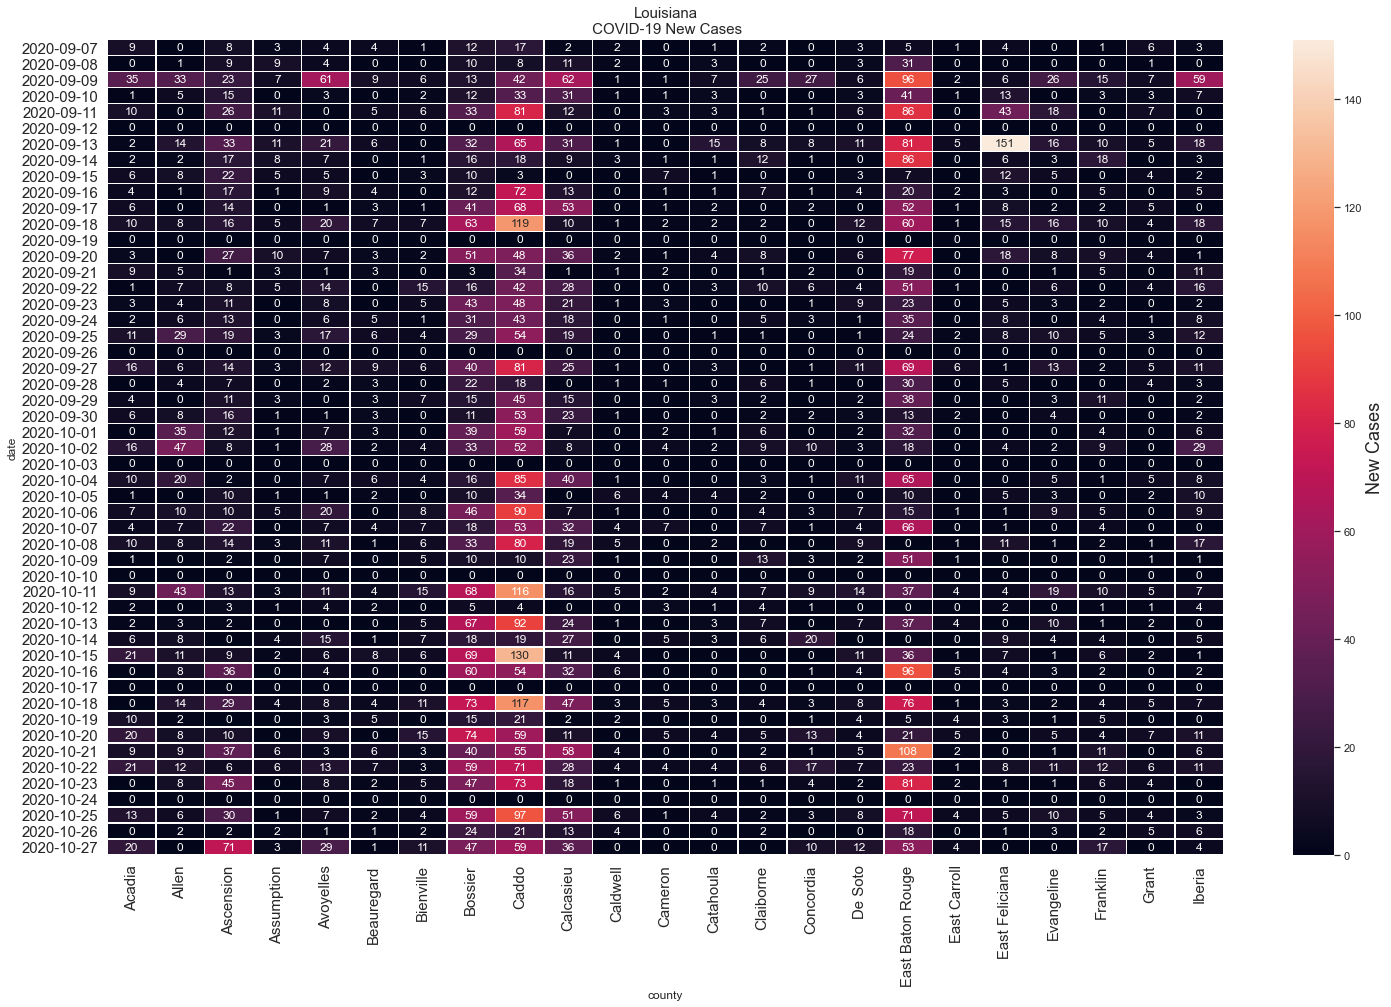 Louisiana
COVID-19 New Cases
2020-09-07 9 0 8 3 4 4 1 12 17 2 2 0 1 2 0 3 5 1 4 0 1 6 3
2020-09-08 0 1 9 9 4 0 0 10 8 11 2 0 3 0 0 3 31 0 0 0 0 1 0
2020-09-09 35 33 23 7 61 9 6 13 42 62 1 1 7 25 27 6 96 2 6 26 15 7 59
2020-09-10 1 5 15 0 3 0 2 12 33 31 1 1 3 0 0 3 41 1 13 0 3 3 7
2020-09-11 10 0 26 11 0 5 6 33 81 12 0 3 3 1 1 6 86 0 43 18 0 7 0
2020-09-12 0 0 0 0 0 0 0 0 0 0 0 0 0 0 0 0 0 0 0 0 0 0 0
2020-09-13 2 14 33 11 21 6 0 32 65 31 1 0 15 8 8 11 81 5 151 16 10 5 18
2020-09-14 2 2 17 8 7 0 1 16 18 9 3 1 1 12 1 0 86 0 6 3 18 0 3
2020-09-15 6 8 22 5 5 0 3 10 3 0 0 7 1 0 0 3 7 0 12 5 0 4 2
2020-09-16 4 1 17 1 9 4 0 12 72 13 0 1 1 7 1 4 20 2 3 0 5 0 5
2020-09-17 6 0 14 0 1 3 1 41 68 53 0 1 2 0 2 0 52 1 8 2 2 5 0
2020-09-18 10 8 16 5 20 7 7 63 119 10 1 2 2 2 0 12 60 1 15 16 10 4 18
2020-09-19 0 0 0 0 0 0 0 0 0 0 0 0 0 0 0 0 0 0 0 0 0 0 0
2020-09-20 3 0 27 10 7 3 2 51 48 36 2 1 4 8 0 6 77 0 18 8 9 4 1
2020-09-21 9 5 1 3 1 3 0 3 34 1 1 2 0 1 2 0 19 0 0 1 5 0 11
2020-09-22 1 7 8 5 14 0 15 16 42 28 0 0 3 10 6 4 51 1 0 6 0 4 16
2020-09-23 3 4 11 0 8 0 5 43 48 21 1 3 0 0 1 9 23 0 5 3 2 0 2
2020-09-24 2 6 13 0 6 5 1 31 43 18 0 1 0 5 3 1 35 0 8 0 4 1 8
2020-09-25 11 29 19 3 17 6 4 29 54 19 0 0 1 1 0 1 24 2 8 10 5 3 12
2020-09-26 0 0 0 0 0 0 0 0 0 0 0 0 0 0 0 0 0 0 0 0 0 0 0
2020-09-27 16 6 14 3 12 9 6 40 81 25 1 0 3 0 1 11 69 6 1 13 2 5 11
2020-09-28 0 4 7 0 2 3 0 22 18 0 1 1 0 6 1 0 30 0 5 0 0 4 3
2020-09-29 4 0 11 3 0 3 7 15 45 15 0 0 3 2 0 2 38 0 0 3 11 0 2
2020-09-30 6 8 16 1 1 3 0 11 53 23 1 0 0 2 2 3 13 2 0 4 0 0 2
2020-10-01 0 35 12 1 7 3 0 39 59 7 0 2 1 6 0 2 32 0 0 0 4 0 6
2020-10-02 16 47 8 1 28 2 4 33 52 8 0 4 2 9 10 3 18 0 4 2 9 0 29
2020-10-03 0 0 0 0 0 0 0 0 0 0 0 0 0 0 0 0 0 0 0 0 0 0 0
2020-10-04 10 20 2 0 7 6 4 16 85 40 1 0 0 3 1 11 65 0 0 5 1 5 8
2020-10-05 1 0 10 1 1 2 0 10 34 0 6 4 4 2 0 0 10 0 5 3 0 2 10
2020-10-06 7 10 10 5 20 0 8 46 90 7 1 0 0 4 3 7 15 1 1 9 5 0 9
2020-10-07 4 7 22 0 7 4 7 18 53 32 4 7 0 7 1 4 66 0 1 0 4 0 0
2020-10-08 10 8 14 3 11 1 6 33 80 19 5 0 2 0 0 9 0 1 11 1 2 1 17
2020-10-09 1 0 2 0 7 0 5 10 10 23 1 0 0 13 3 2 51 1 0 0 0 1 1
2020-10-10 0 0 0 0 0 0 0 0 0 0 0 0 0 0 0 0 0 0 0 0 0 0 0
2020-10-11 9 43 13 3 11 4 15 68 116 16 5 2 4 7 9 14 37 4 4 19 10 5 7
2020-10-12 2 0 3 1 4 2 0 5 4 0 0 3 1 4 1 0 0 0 2 0 1 1 4
2020-10-13 2 3 2 0 0 0 5 67 92 24 1 0 3 7 0 7 37 4 0 10 1 2 0
2020-10-14 6 8 0 4 15 1 7 18 19 27 0 5 3 6 20 0 0 0 9 4 4 0 5
2020-10-15 21 11 9 2 6 8 6 69 130 11 4 0 0 0 0 11 36 1 7 1 6 2 1
2020-10-16 0 8 36 0 4 0 0 60 54 32 6 0 0 0 1 4 96 5 4 3 2 0 2
2020-10-17 0 0 0 0 0 0 0 0 0 0 0 0 0 0 0 0 0 0 0 0 0 0 0
2020-10-18 0 14 29 4 8 4 11 73 117 47 3 5 3 4 3 8 76 1 3 2 4 5 7
2020-10-19 10 2 0 0 3 5 0 15 21 2 2 0 0 0 1 4 5 4 3 1 5 0 0
2020-10-20 20 8 10 0 9 0 15 74 59 11 0 5 4 5 13 4 21 3 0 5 4 7 11
2020-10-21 9 9 37 6 3 6 3 40 55 58 4 0 0 2 1 5 108 2 0 1 11 0 6
2020-10-22 21 12 6 6 13 7 3 59 71 28 4 4 4 6 17 7 23 1 8 11 12 6 11
2020-10-23 0 8 45 0 8 2 5 47 73 18 1 0 1 1 4 2 81 2 1 1 6 4 0
2020-10-24 0 0 0 0 0 0 0 0 0 0 0 0 0 0 0 0 0 0 0 0 0 0 0
2020-10-25 13 6 30 1 7 2 4 59 97 51 6 1 4 2 3 8 71 4 5 10 5 4 3
2020-10-26 0 2 2 2 1 1 2 24 21 13 4 0 0 2 0 0 18 0 1 3 2 5 6
2020-10-27 20 0 71 3 29 1 11 47 59 36 0 0 0 0 10 12 53 4 0 0 17 0 4
date
Acadia Allen Ascension Assumption Avoyelles Beauregard Bienville Bossier Caddo Calcasieu Caldwell Cameron Catahoula Claiborne Concordia De Soto East Baton Rouge East Carroll East Feliciana Evangeline Franklin Grant Iberia
county
140
120
100
80
60
40
20
0
New Cases